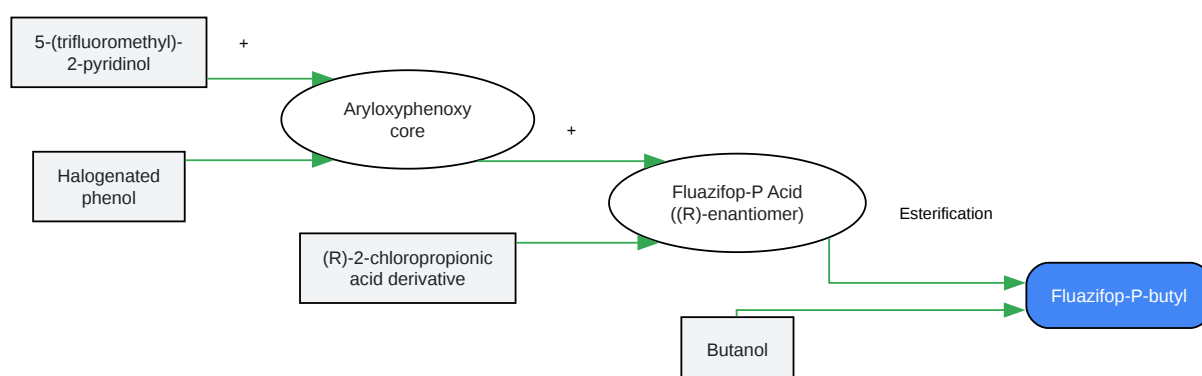 5-(trifluoromethyl)-
2-pyridinol
+
Aryloxyphenoxy
core
+
Halogenated
phenol
Fluazifop-P Acid
((R)-enantiomer)
Esterification
(R)-2-chloropropionic
acid derivative
Fluazifop-P-butyl
Butanol